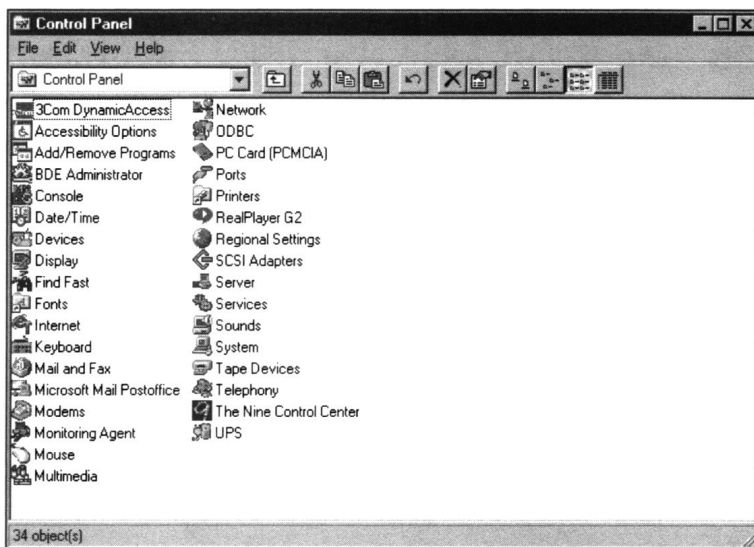 Control Panel
File Edit View Help
Control Panel
3Com DynamicAccess
Accessibility Options
Add/Remove Programs
BDE Administrator
Console
Date/Time
Devices
Display
Find Fast
Fonts
Internet
Keyboard
Mail and Fax
Microsoft Mail Postoffice
Modems
Monitoring Agent
Mouse
Multimedia
Network
ODBC
PC Card (PCMCIA)
Ports
Printers
RealPlayer G2
Regional Settings
SCSI Adapters
Server
Services
Sounds
System
Tape Devices
Telephony
The Nine Control Center
UPS
34 object(s)